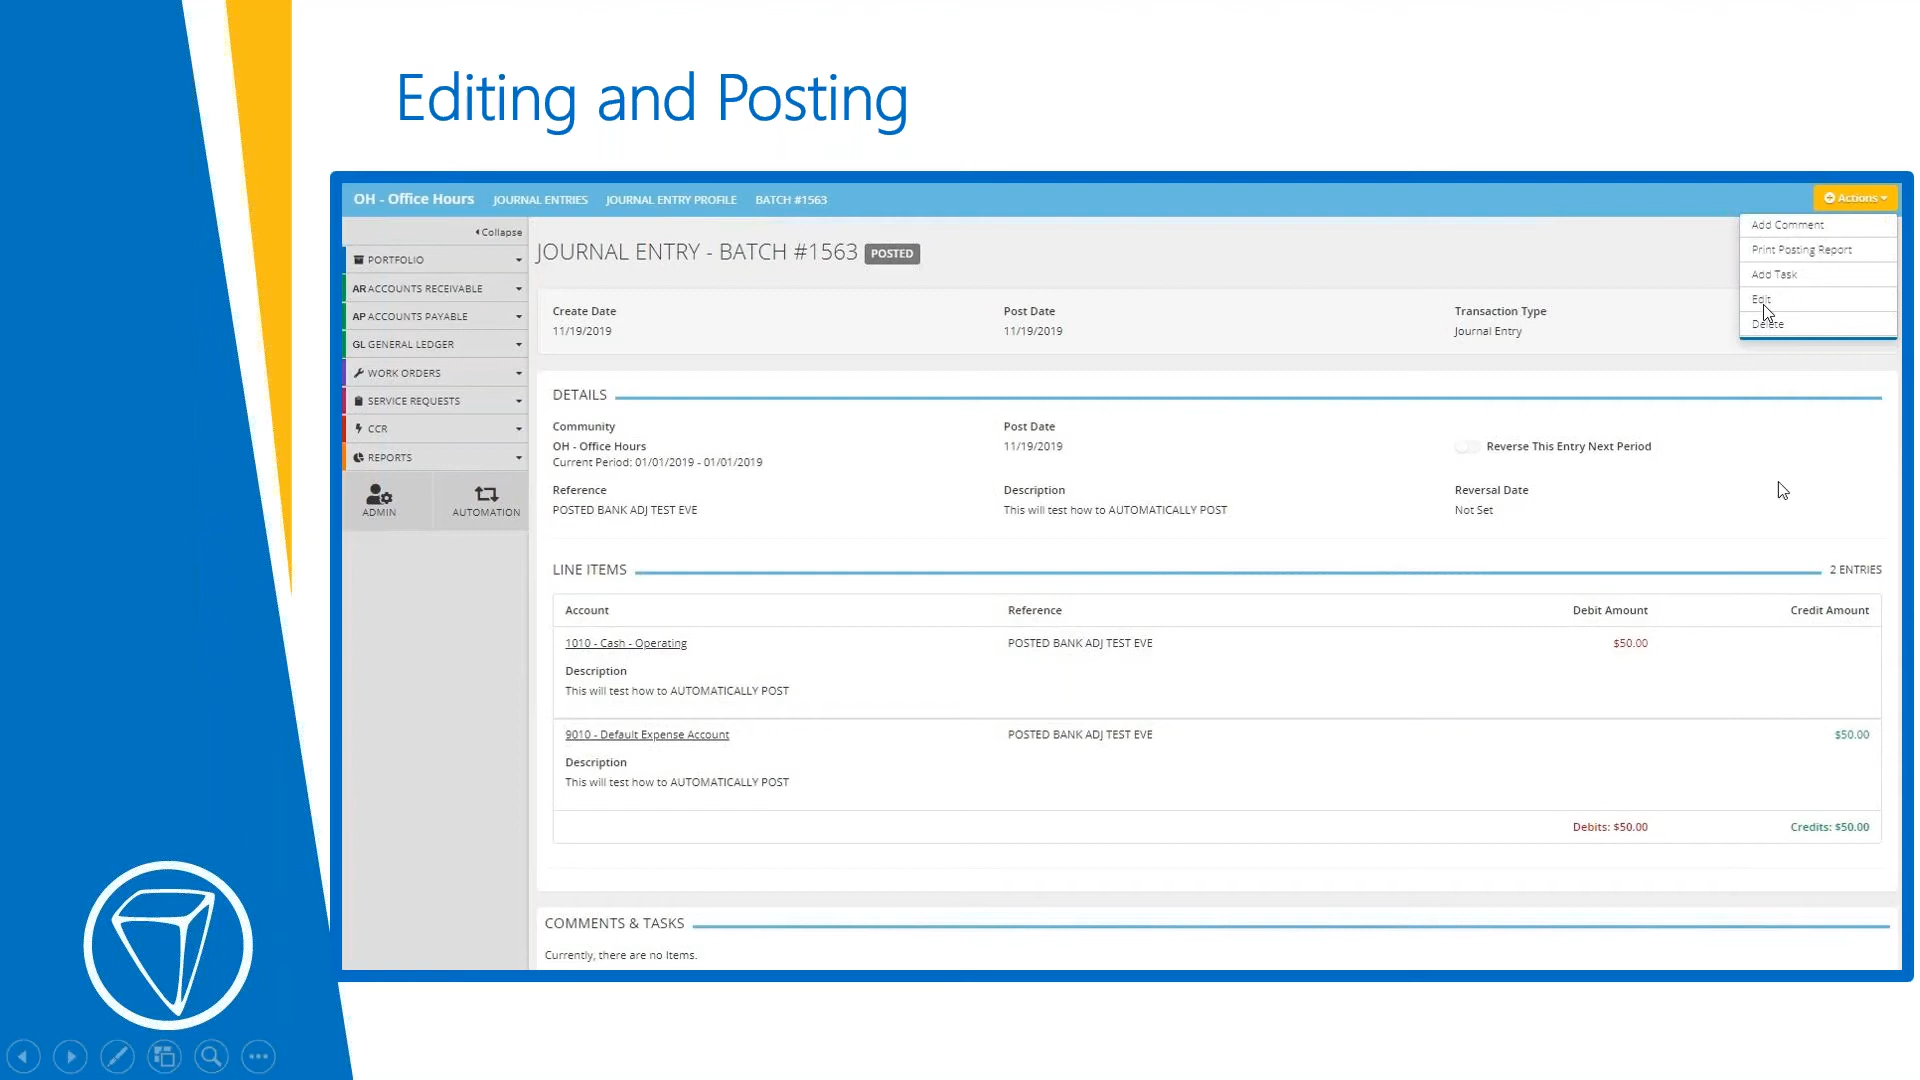 Editing and Posting
OH - Office Hours JOURNAL ENTRIES JOURNAL ENTRY PROFILE BATCH #1563 Actions
Collapse
PORTFOLIO
AR ACCOUNTS RECEIVABLE
AP ACCOUNTS PAYABLE
GL GENERAL LEDGER
WORK ORDERS
SERVICE REQUESTS
CCR
REPORTS
ADMIN AUTOMATION
JOURNAL ENTRY - BATCH #1563 POSTED
Add Comment
Print Posting Report
Add Task
Edit
Delete
Create Date Post Date Transaction Type
11/19/2019 11/19/2019 Journal Entry
DETAILS
Community Post Date
OH - Office Hours 11/19/2019 Reverse This Entry Next Period
Current Period: 01/01/2019 - 01/01/2019
Reference Description Reversal Date
POSTED BANK ADJ TEST EVE This will test how to AUTOMATICALLY POST Not Set
LINE ITEMS 2 ENTRIES
Account Reference Debit Amount Credit Amount
1010 - Cash - Operating POSTED BANK ADJ TEST EVE $50.00
Description
This will test how to AUTOMATICALLY POST
9010 - Default Expense Account POSTED BANK ADJ TEST EVE $50.00
Description
This will test how to AUTOMATICALLY POST
Debits: $50.00 Credits: $50.00
COMMENTS & TASKS
Currently, there are no Items.